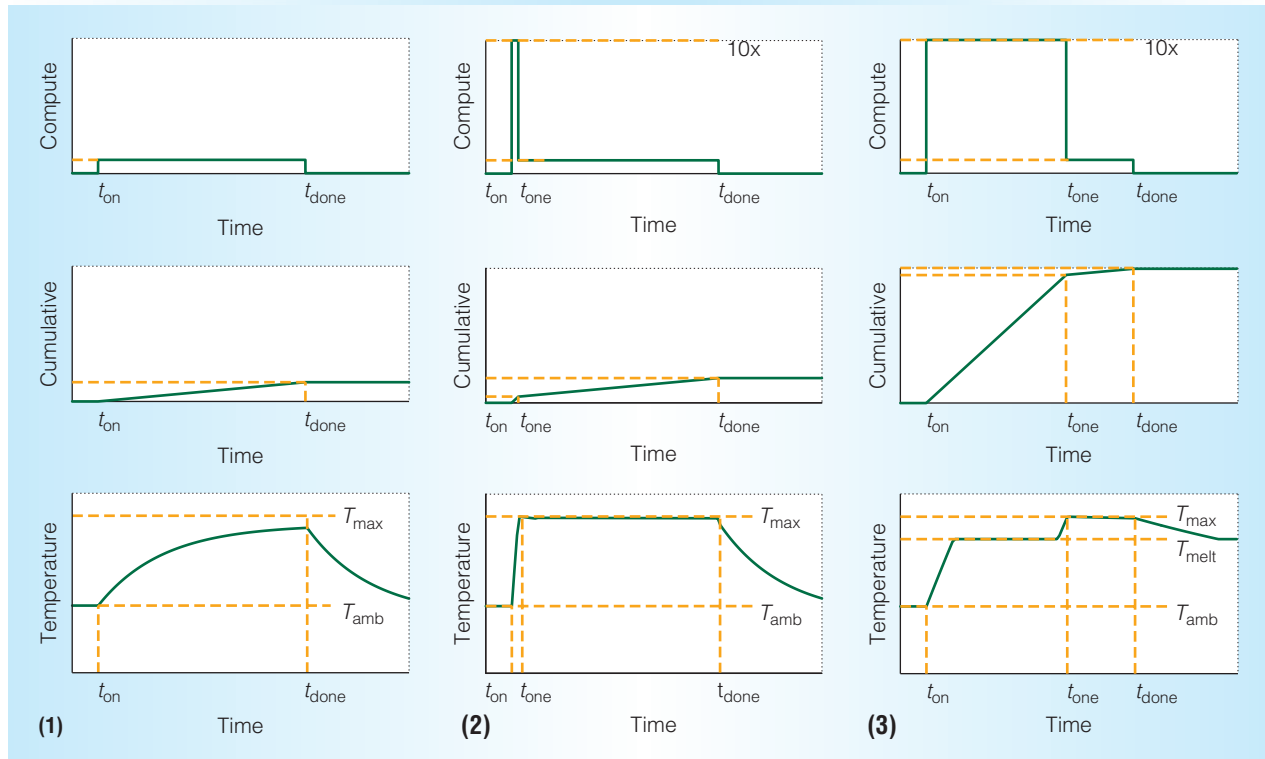 Compute
t_on
t_done
Time
Cumulative
t_on
t_done
Time
Temperature
T_max
T_amb
t_on
t_done
Time
(1)
Compute
10x
t_on
t_one
t_done
Time
Cumulative
t_on
t_one
t_done
Time
Temperature
T_max
T_amb
t_on
t_one
t_done
Time
(2)
Compute
10x
t_on
t_one
t_done
Time
Cumulative
t_on
t_one
t_done
Time
Temperature
T_max
T_melt
T_amb
t_on
t_one
t_done
Time
(3)